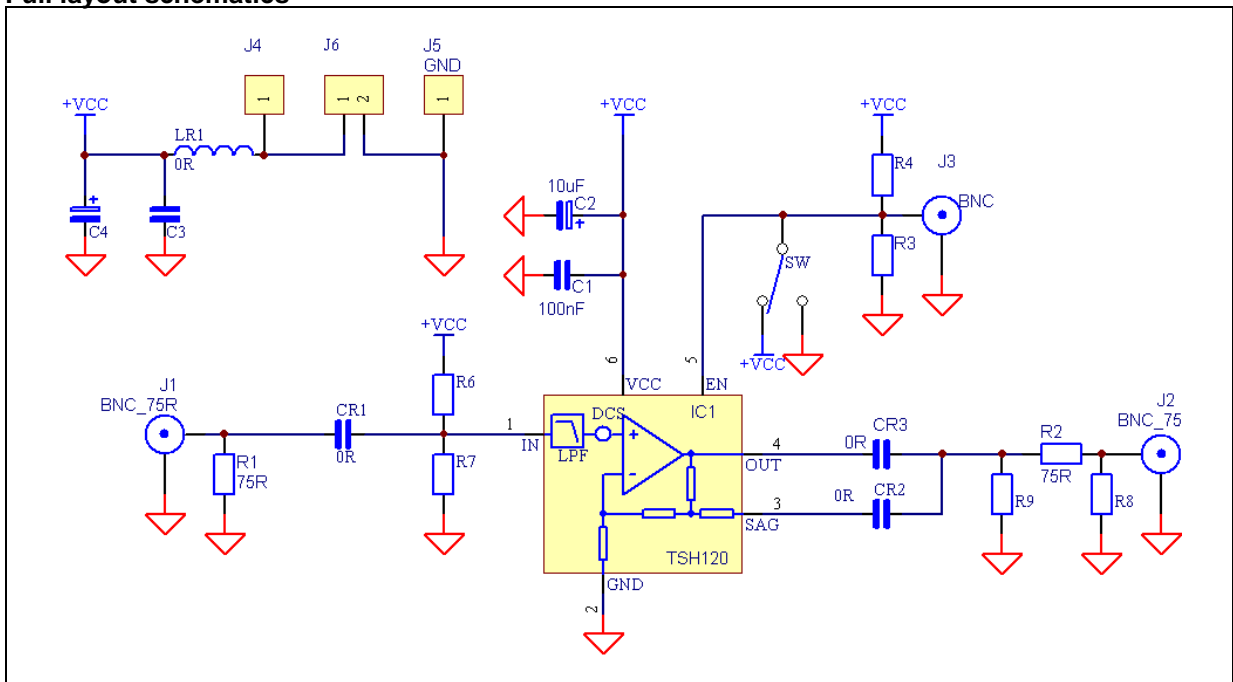 Full layout schematics
J4
J6
J5
GND
1
1 2
1
+VCC
+VCC
+VCC
LR1
0R
R4
J3
10uF
C2
+
BNC
+
C4
C3
R3
SW
C1
100nF
+VCC
+VCC
6
5
J1
BNC_75R
R6
VCC
EN
J2
BNC_75
CR1
DCS
IC1
CR3
1
IN
+
4
R2
0R
LPF
0R
OUT
R1
75R
R7
-
75R
0R
CR2
3
R9
R8
SAG
TSH120
GND
2